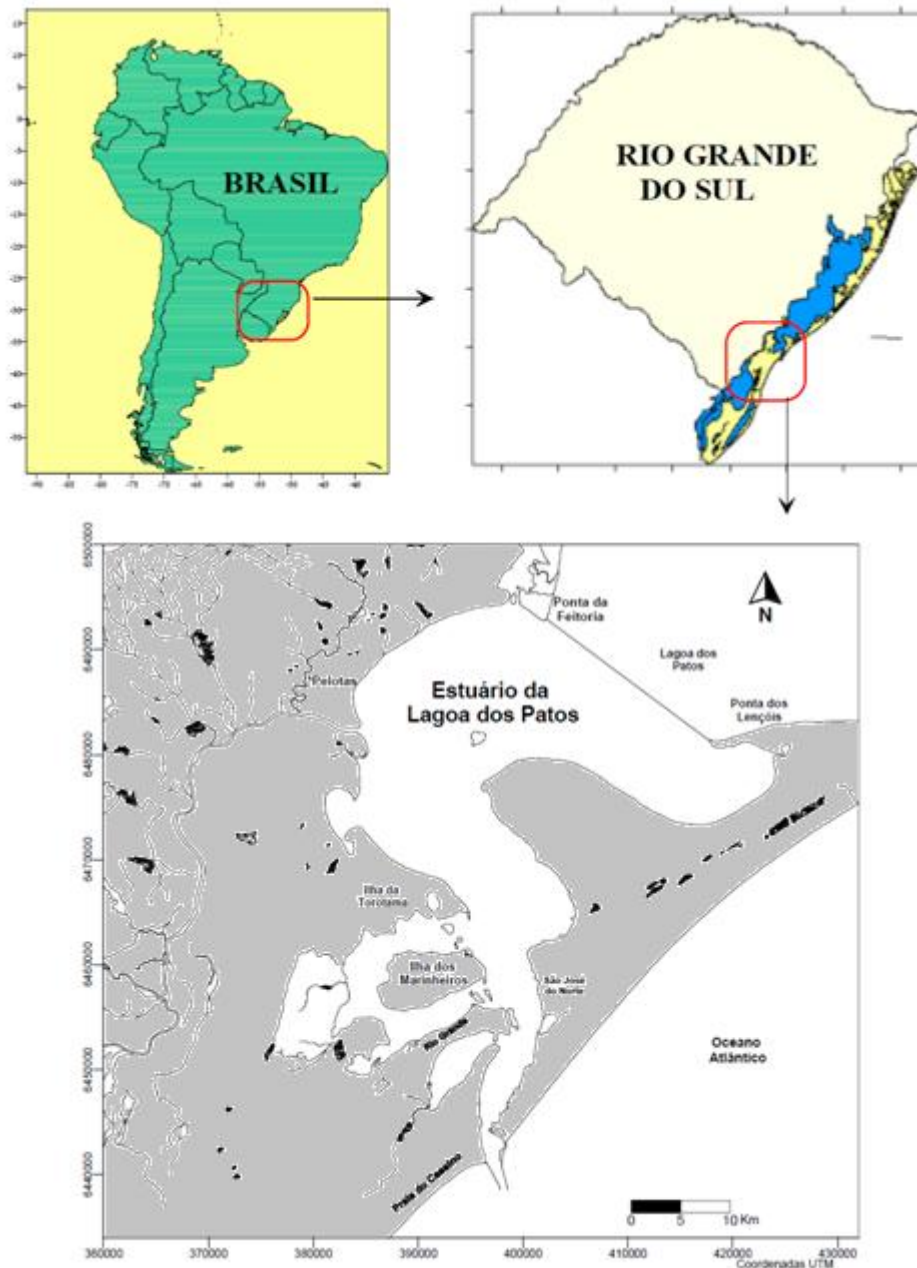 BRASIL
RIO GRANDE
DO SUL
Ponta da
Feitoria
N
Lagoa dos
Patos
Pelotas
Estuário da
Lagoa dos Patos
Ponta dos
Lençóis
Ilha da
Torotama
Ilha dos
Marinheiros
São José
do Norte
Rio Grande
Oceano
Atlântico
Praia do Cassino
0 5 10 Km
6500000
6490000
6480000
6470000
6460000
6450000
6440000
360000 370000 380000 390000 400000 410000 420000 430000
Coordenadas UTM